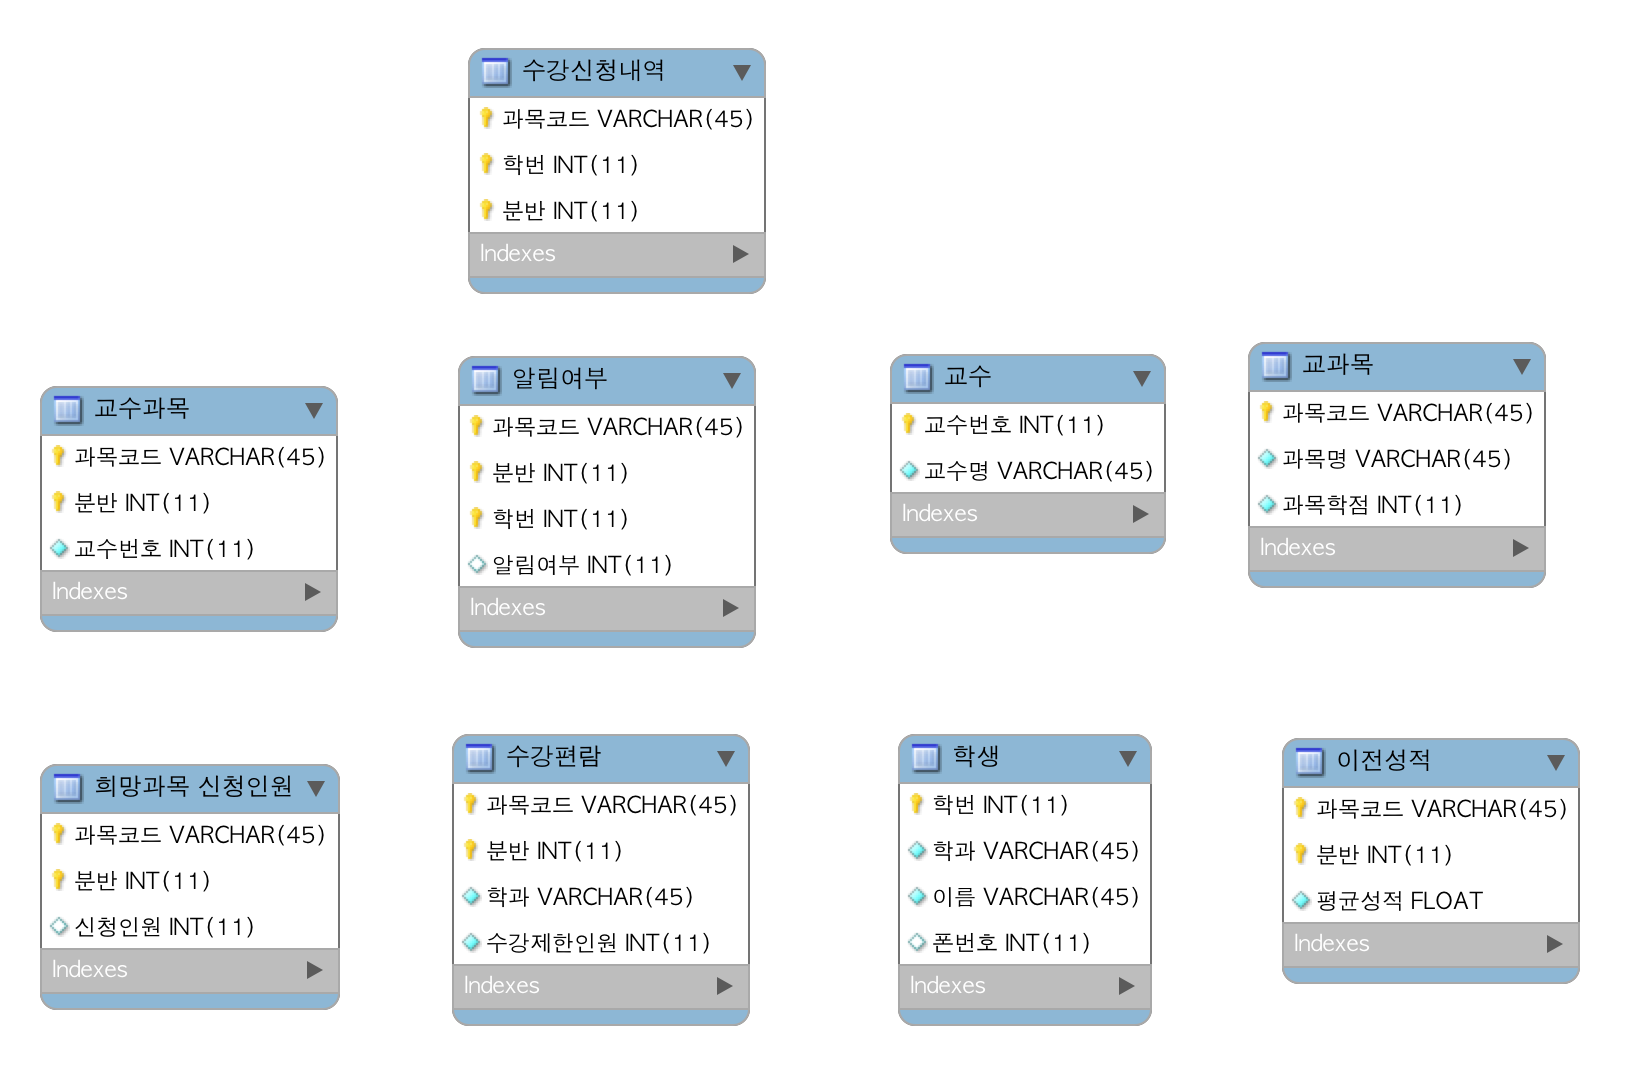 수강신청내역
과목코드 VARCHAR(45)
학번 INT(11)
분반 INT(11)
Indexes
교수과목
과목코드 VARCHAR(45)
분반 INT(11)
교수번호 INT(11)
Indexes
알림여부
과목코드 VARCHAR(45)
분반 INT(11)
학번 INT(11)
알림여부 INT(11)
Indexes
교수
교수번호 INT(11)
교수명 VARCHAR(45)
Indexes
교과목
과목코드 VARCHAR(45)
과목명 VARCHAR(45)
과목학점 INT(11)
Indexes
희망과목 신청인원
과목코드 VARCHAR(45)
분반 INT(11)
신청인원 INT(11)
Indexes
수강편람
과목코드 VARCHAR(45)
분반 INT(11)
학과 VARCHAR(45)
수강제한인원 INT(11)
Indexes
학생
학번 INT(11)
학과 VARCHAR(45)
이름 VARCHAR(45)
폰번호 INT(11)
Indexes
이전성적
과목코드 VARCHAR(45)
분반 INT(11)
평균성적 FLOAT
Indexes